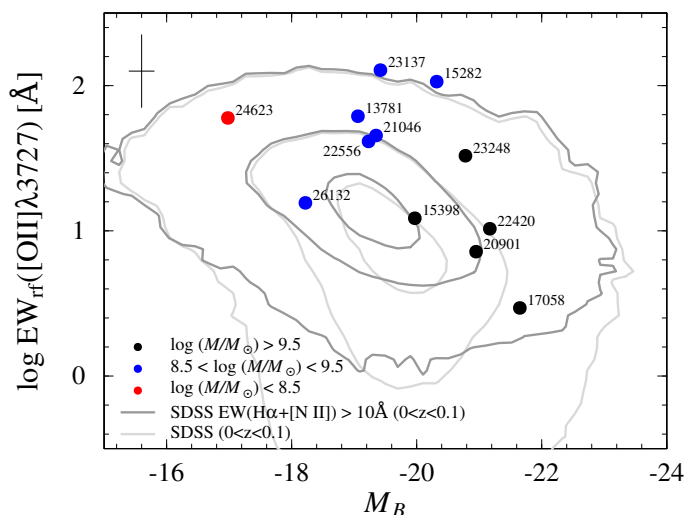 log EW_rf([OII]λ3727) [Å]
2
1
0
23137
15282
24623
13781
21046
22556
23248
26132
15398
22420
20901
17058
log (M/M⊙) > 9.5
8.5 < log (M/M⊙) < 9.5
log (M/M⊙) < 8.5
SDSS EW(Hα+[N II]) > 10Å (0<z<0.1)
SDSS (0<z<0.1)
-16 -18 -20 -22 -24
M_B